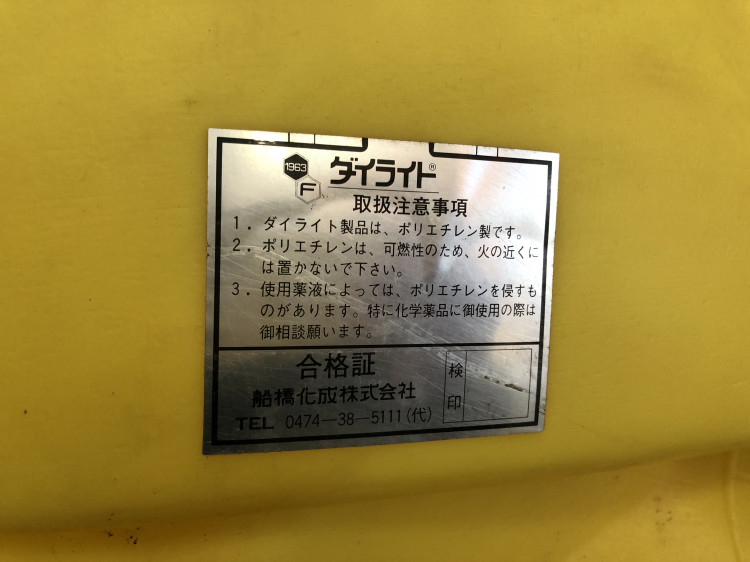 1963
F
ダイライト®
取扱注意事項
1. ダイライト製品は、ポリエチレン製です。
2. ポリエチレンは、可燃性のため、火の近くに
は置かないで下さい。
3. 使用薬液によっては、ポリエチレンを侵すも
のがあります。特に化学薬品に御使用の際は
御相談願います。
合格証
検印
船橋化成株式会社
TEL 0474-38-5111(代)